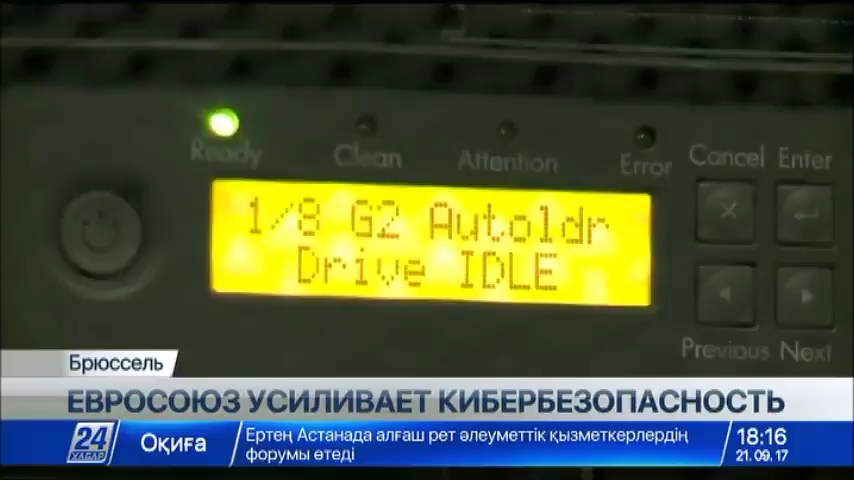 Ready Clean Attention Error Cancel Enter
1/8 G2 Autoldr
Drive IDLE
Previous Next
Брюссель
ЕВРОСОЮЗ УСИЛИВАЕТ КИБЕРБЕЗОПАСНОСТЬ
24
ХАБАР
Оқиға
Ертең Астанада алғаш рет әлеуметтік қызметкерлердің
форумы өтеді
18:16
21.09.17